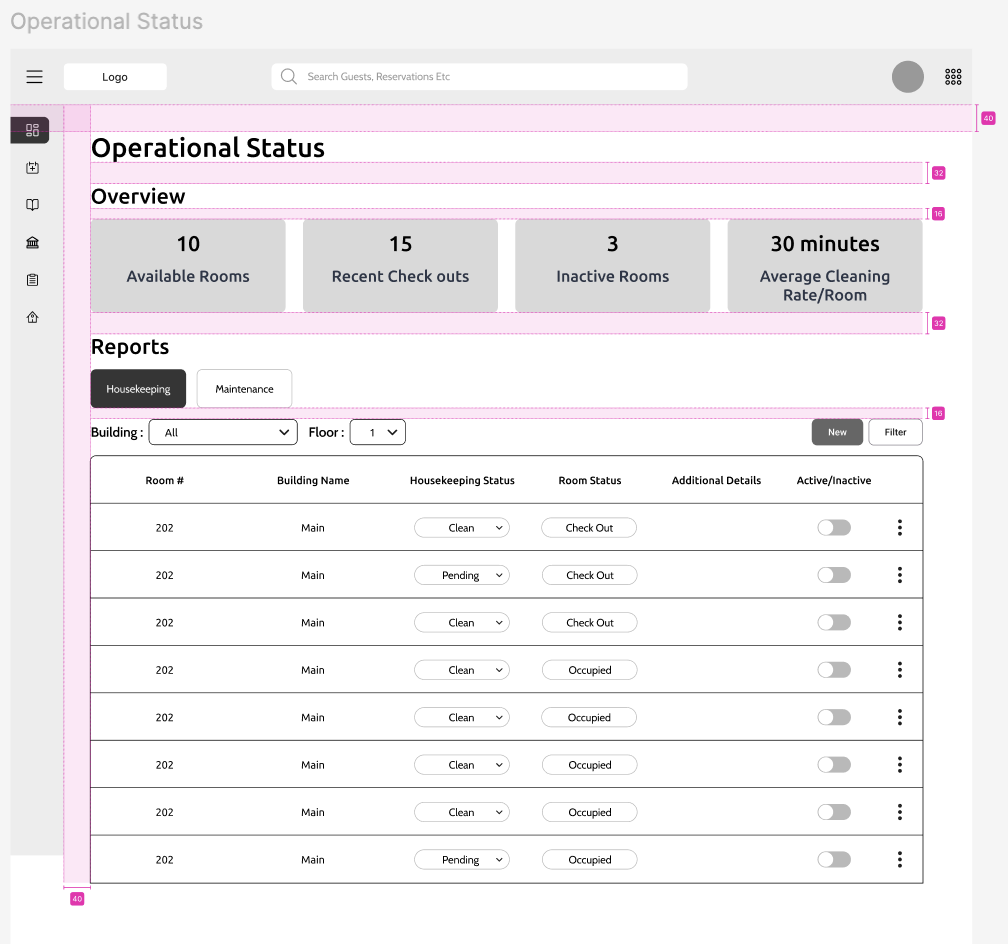 Operational Status
Logo
Search Guests, Reservations Etc
40
Operational Status
32
Overview
16
10
Available Rooms
15
Recent Check outs
3
Inactive Rooms
30 minutes
Average Cleaning
Rate/Room
32
Reports
Housekeeping
Maintenance
16
Building : All Floor : 1 New Filter
Room # Building Name Housekeeping Status Room Status Additional Details Active/Inactive
202 Main Clean Check Out
202 Main Pending Check Out
202 Main Clean Check Out
202 Main Clean Occupied
202 Main Clean Occupied
202 Main Clean Occupied
202 Main Clean Occupied
202 Main Pending Occupied
40